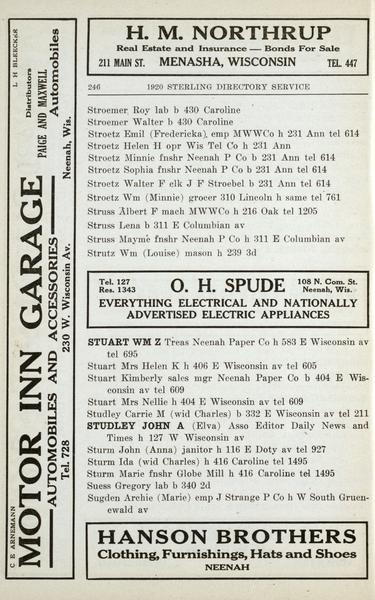 H. M. NORTHRUP
Real Estate and Insurance — Bonds For Sale
211 MAIN ST. MENASHA, WISCONSIN TEL. 447
246 1920 STERLING DIRECTORY SERVICE
Stroemer Roy lab b 430 Caroline
Stroemer Walter b 430 Caroline
Stroetz Emil (Fredericka) emp MWWCo h 231 Ann tel 614
Stroetz Helen H opr Wis Tel Co h 231 Ann
Stroetz Minnie fnshr Neenah P Co b 231 Ann tel 614
Stroetz Sophia fnshr Neenah P Co b 231 Ann tel 614
Stroetz Walter F clk J F Stroebel b 231 Ann tel 614
Stroetz Wm (Minnie) grocer 310 Lincoln h same tel 761
Struss Albert F mach MWWCo h 216 Oak tel 1205
Struss Lena b 311 E Columbian av
Struss Mayme fnshr Neenah P Co h 311 E Columbian av
Strutz Wm (Louise) mason h 239 3d
Tel. 127
Res. 1343
O. H. SPUDE
108 N. Com. St.
Neenah, Wis.
EVERYTHING ELECTRICAL AND NATIONALLY
ADVERTISED ELECTRIC APPLIANCES
STUART WM Z Treas Neenah Paper Co h 583 E Wisconsin av
tel 695
Stuart Mrs Helen K h 406 E Wisconsin av tel 605
Stuart Kimberly sales mgr Neenah Paper Co b 404 E Wis-
consin av tel 609
Stuart Mrs Nellie h 404 E Wisconsin av tel 609
Studley Carrie M (wid Charles) b 332 E Wisconsin av tel 211
STUDLEY JOHN A (Elva) Asso Editor Daily News and
Times h 127 W Wisconsin av
Sturm John (Anna) janitor h 116 E Doty av tel 927
Sturm Ida (wid Charles) h 416 Caroline tel 1495
Sturm Marie fnshr Globe Mill h 416 Caroline tel 1495
Suess Gregory lab b 340 2d
Sugden Archie (Marie) emp J Strange P Co h W South Gruen-
ewald av
HANSON BROTHERS
Clothing, Furnishings, Hats and Shoes
NEENAH
C E ARNEMANN L H BLEECKER
MOTOR INN GARAGE
Distributors
PAIGE AND MAXWELL
Automobiles
AUTOMOBILES AND ACCESSORIES
Tel. 728 230 W. Wisconsin Av. Neenah, Wis.